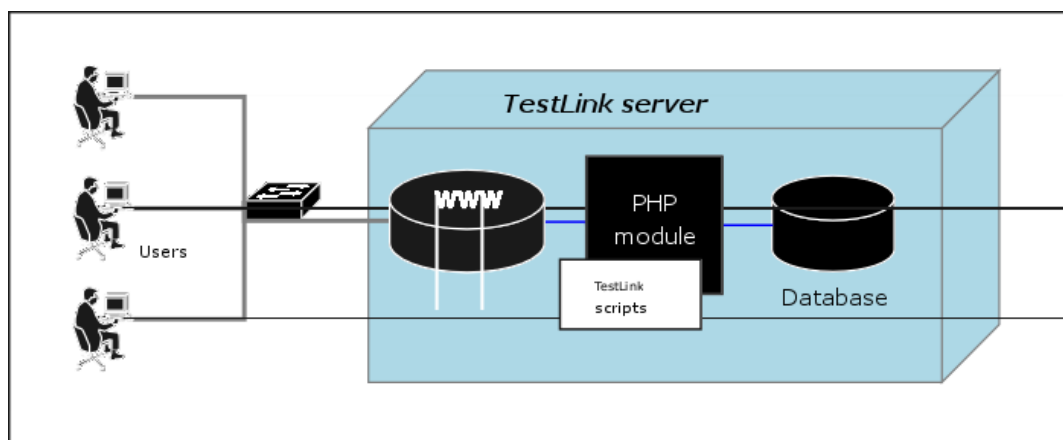 TestLink server
WWW
PHP
module
Users
TestLink
scripts
Database